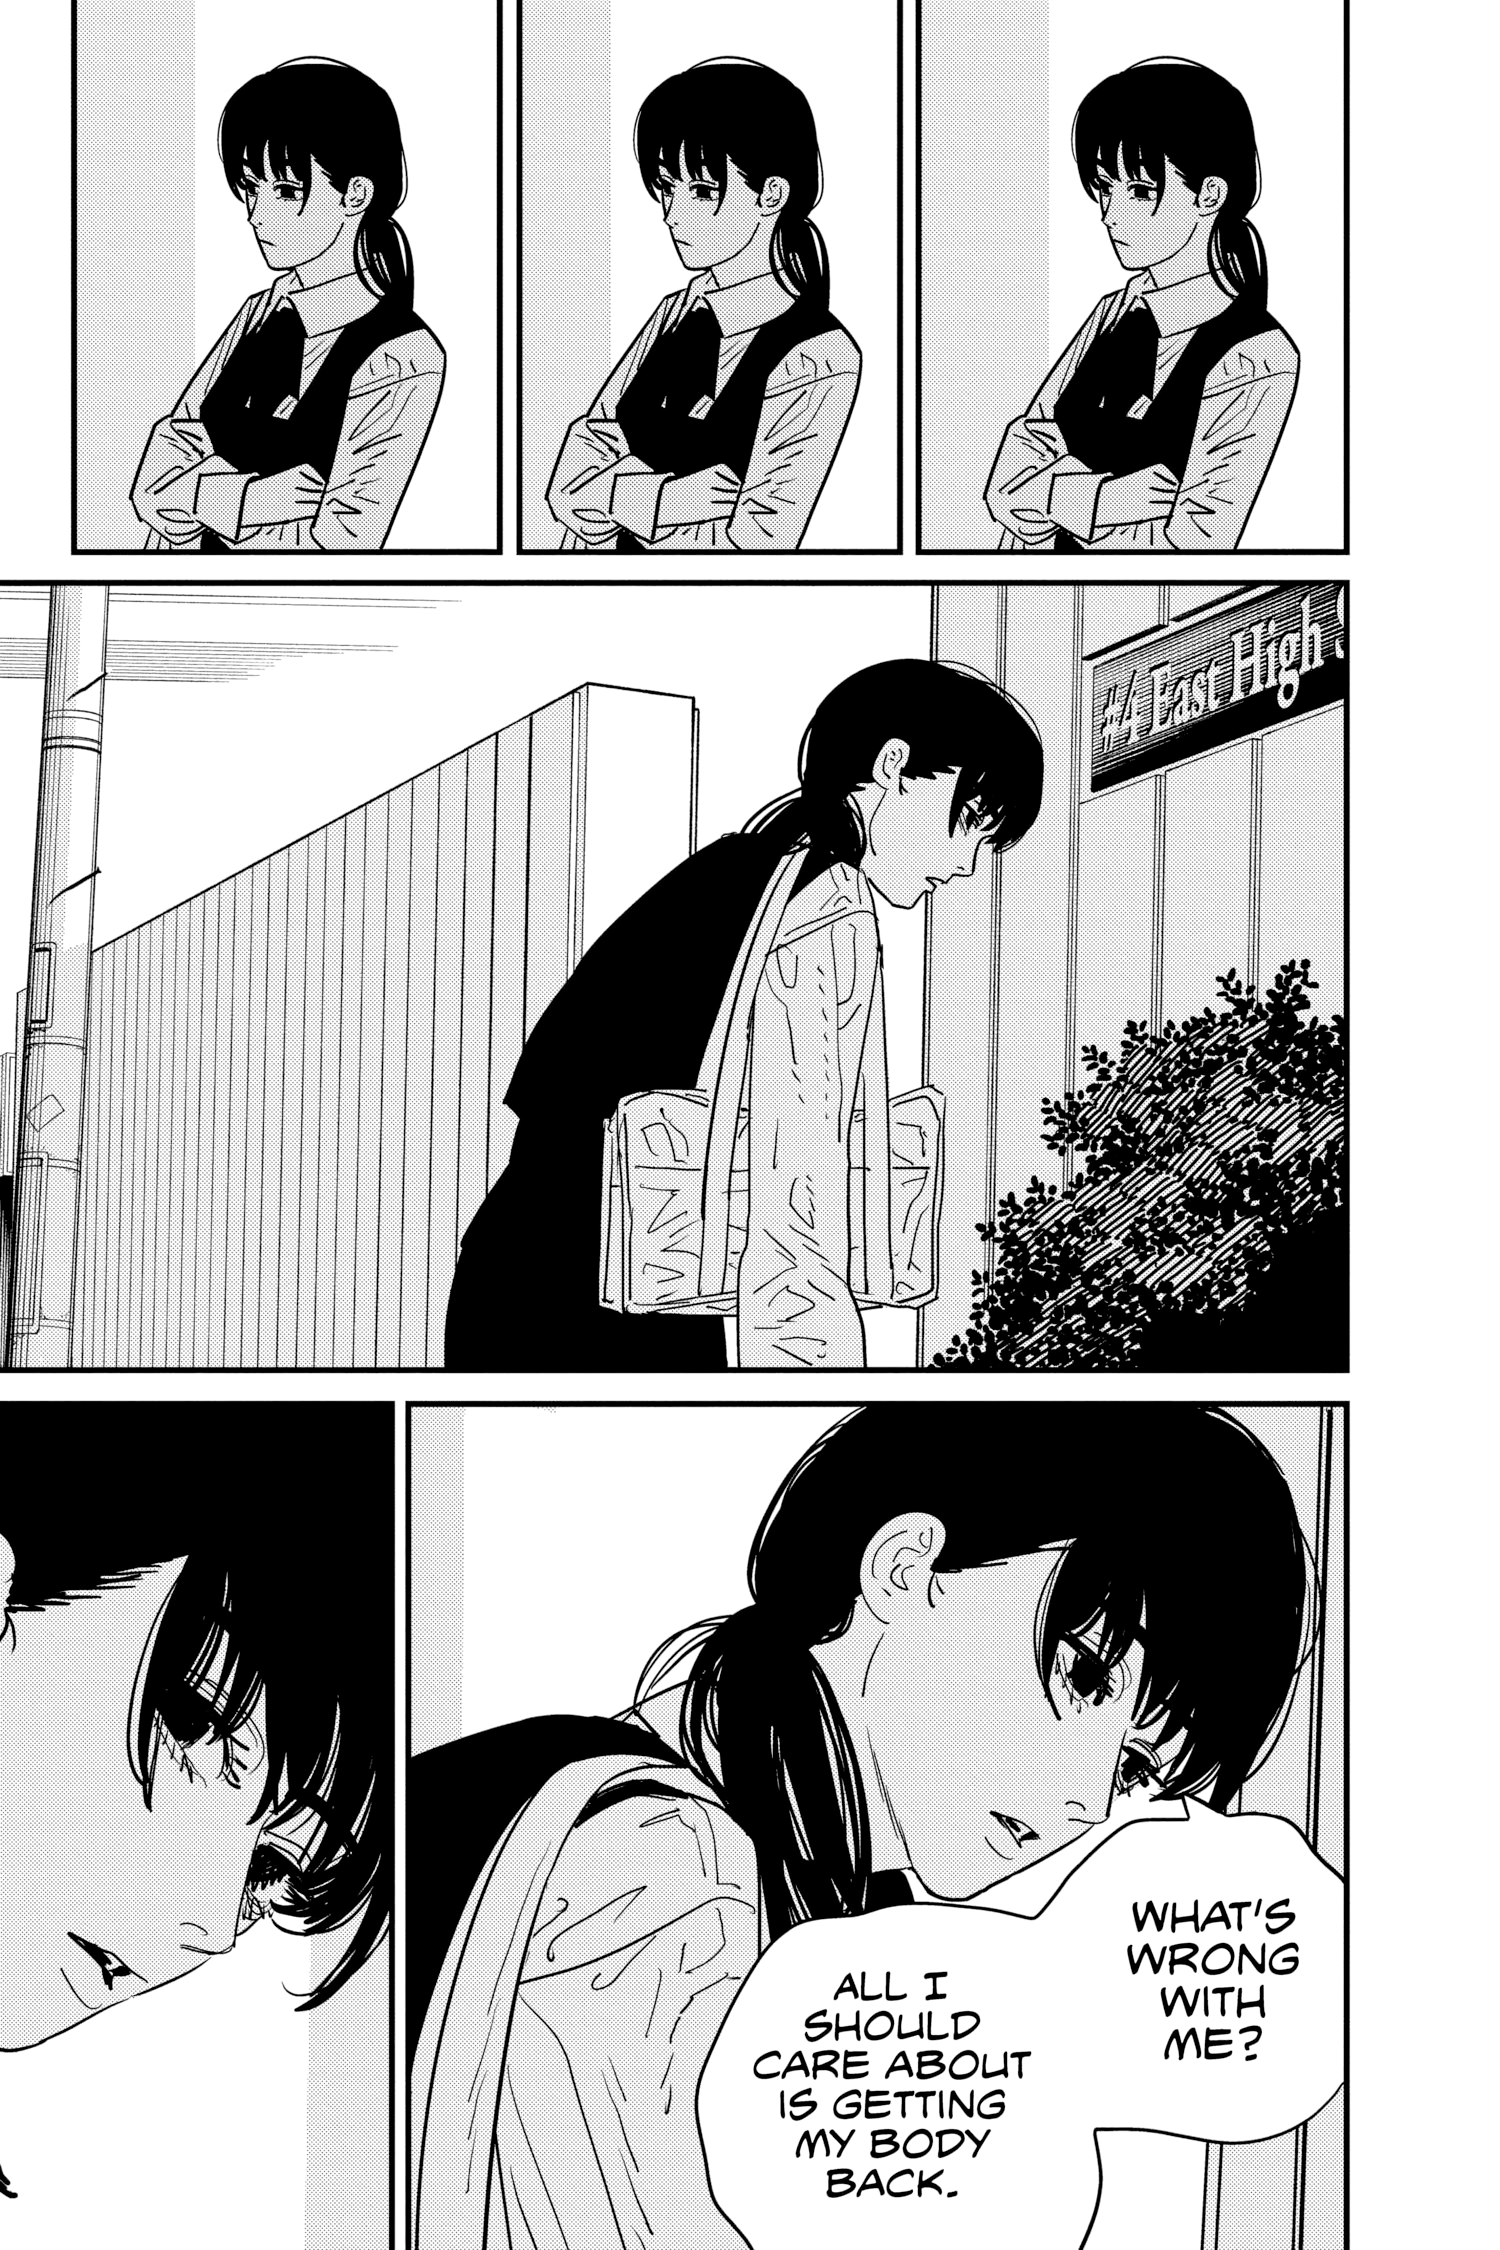 #4 East High S
WHAT'S
WRONG
WITH
ME?
ALL I
SHOULD
CARE ABOUT
IS GETTING
MY BODY
BACK.